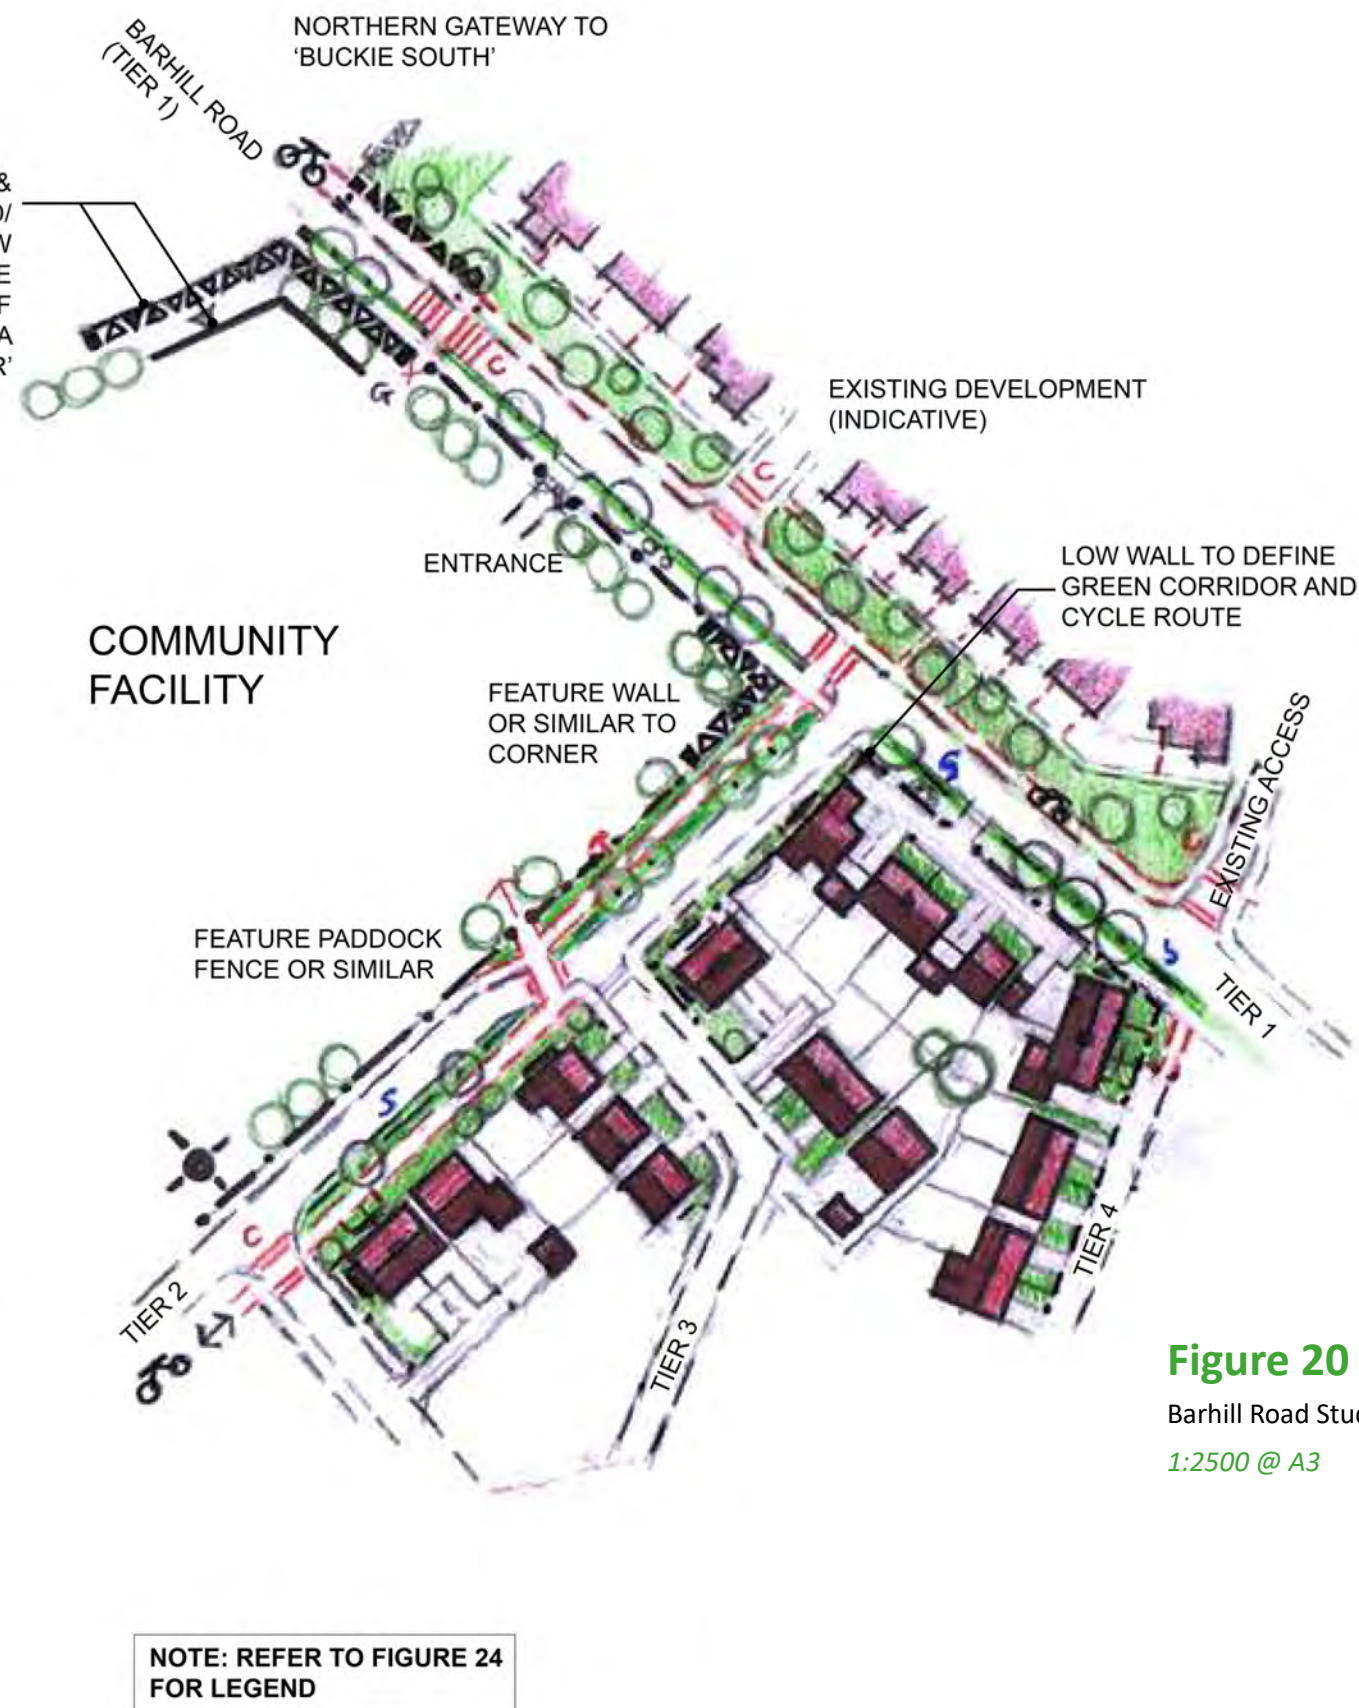 NORTHERN GATEWAY TO
'BUCKIE SOUTH'
BARHILL ROAD
(TIER 1)
&
W
E
F
A
R'
C
G
EXISTING DEVELOPMENT
(INDICATIVE)
C
ENTRANCE
LOW WALL TO DEFINE
GREEN CORRIDOR AND
CYCLE ROUTE
COMMUNITY
FACILITY
FEATURE WALL
OR SIMILAR TO
CORNER
S
EXISTING ACCESS
FEATURE PADDOCK
FENCE OR SIMILAR
S
TIER 1
S
C
TIER 2
TIER 3
TIER 4
Figure 20
Barhill Road Stu
1:2500 @ A3
NOTE: REFER TO FIGURE 24
FOR LEGEND